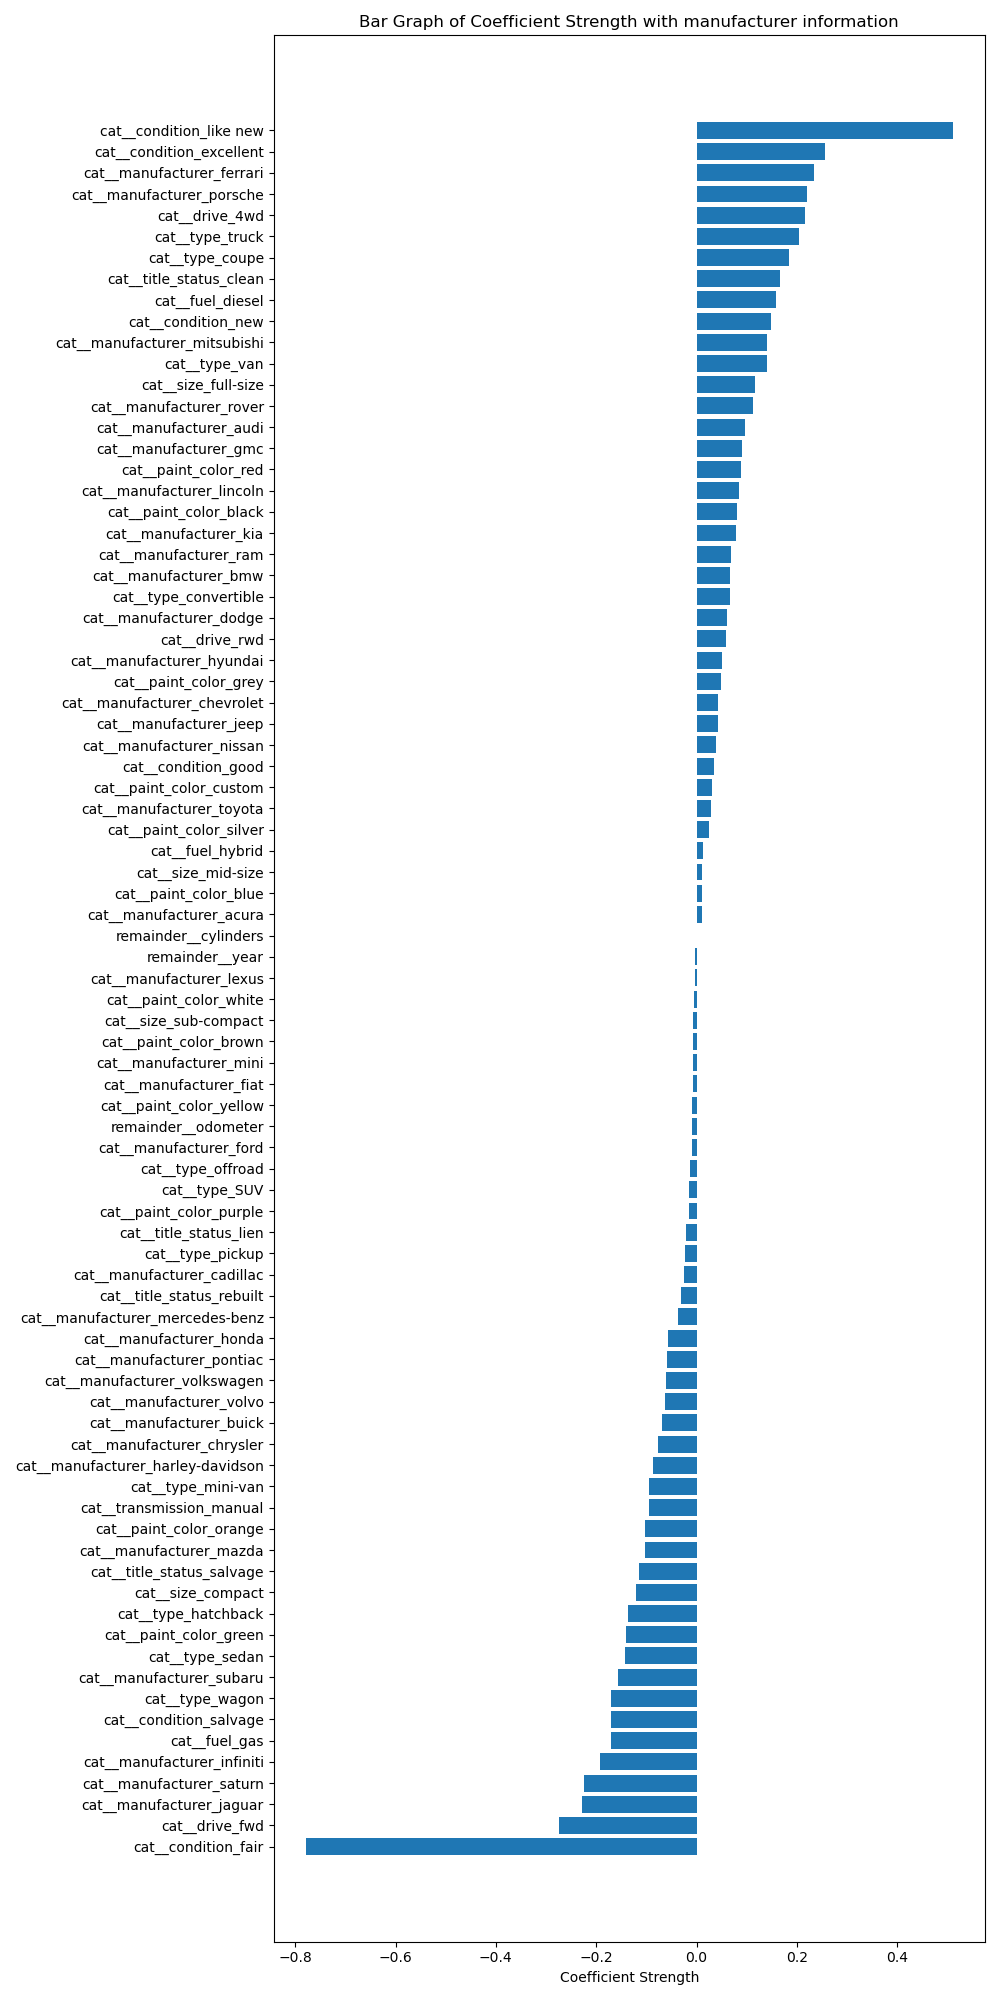 Bar Graph of Coefficient Strength with manufacturer information
cat__condition_like new
cat__condition_excellent
cat__manufacturer_ferrari
cat__manufacturer_porsche
cat__drive_4wd
cat__type_truck
cat__type_coupe
cat__title_status_clean
cat__fuel_diesel
cat__condition_new
cat__manufacturer_mitsubishi
cat__type_van
cat__size_full-size
cat__manufacturer_rover
cat__manufacturer_audi
cat__manufacturer_gmc
cat__paint_color_red
cat__manufacturer_lincoln
cat__paint_color_black
cat__manufacturer_kia
cat__manufacturer_ram
cat__manufacturer_bmw
cat__type_convertible
cat__manufacturer_dodge
cat__drive_rwd
cat__manufacturer_hyundai
cat__paint_color_grey
cat__manufacturer_chevrolet
cat__manufacturer_jeep
cat__manufacturer_nissan
cat__condition_good
cat__paint_color_custom
cat__manufacturer_toyota
cat__paint_color_silver
cat__fuel_hybrid
cat__size_mid-size
cat__paint_color_blue
cat__manufacturer_acura
remainder__cylinders
remainder__year
cat__manufacturer_lexus
cat__paint_color_white
cat__size_sub-compact
cat__paint_color_brown
cat__manufacturer_mini
cat__manufacturer_fiat
cat__paint_color_yellow
remainder__odometer
cat__manufacturer_ford
cat__type_offroad
cat__type_SUV
cat__paint_color_purple
cat__title_status_lien
cat__type_pickup
cat__manufacturer_cadillac
cat__title_status_rebuilt
cat__manufacturer_mercedes-benz
cat__manufacturer_honda
cat__manufacturer_pontiac
cat__manufacturer_volkswagen
cat__manufacturer_volvo
cat__manufacturer_buick
cat__manufacturer_chrysler
cat__manufacturer_harley-davidson
cat__type_mini-van
cat__transmission_manual
cat__paint_color_orange
cat__manufacturer_mazda
cat__title_status_salvage
cat__size_compact
cat__type_hatchback
cat__paint_color_green
cat__type_sedan
cat__manufacturer_subaru
cat__type_wagon
cat__condition_salvage
cat__fuel_gas
cat__manufacturer_infiniti
cat__manufacturer_saturn
cat__manufacturer_jaguar
cat__drive_fwd
cat__condition_fair
−0.8 −0.6 −0.4 −0.2 0.0 0.2 0.4
Coefficient Strength